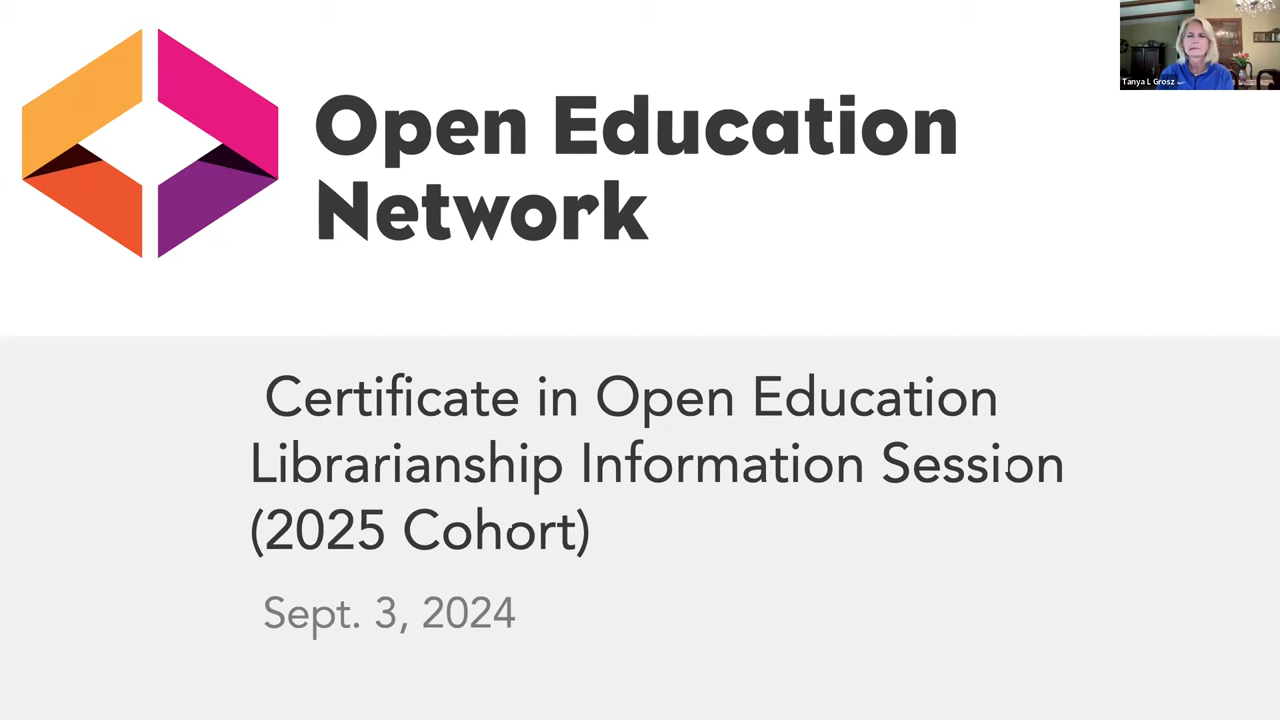 Open Education
Network
Tanya L Grosz
Certificate in Open Education
Librarianship Information Session
(2025 Cohort)
Sept. 3, 2024